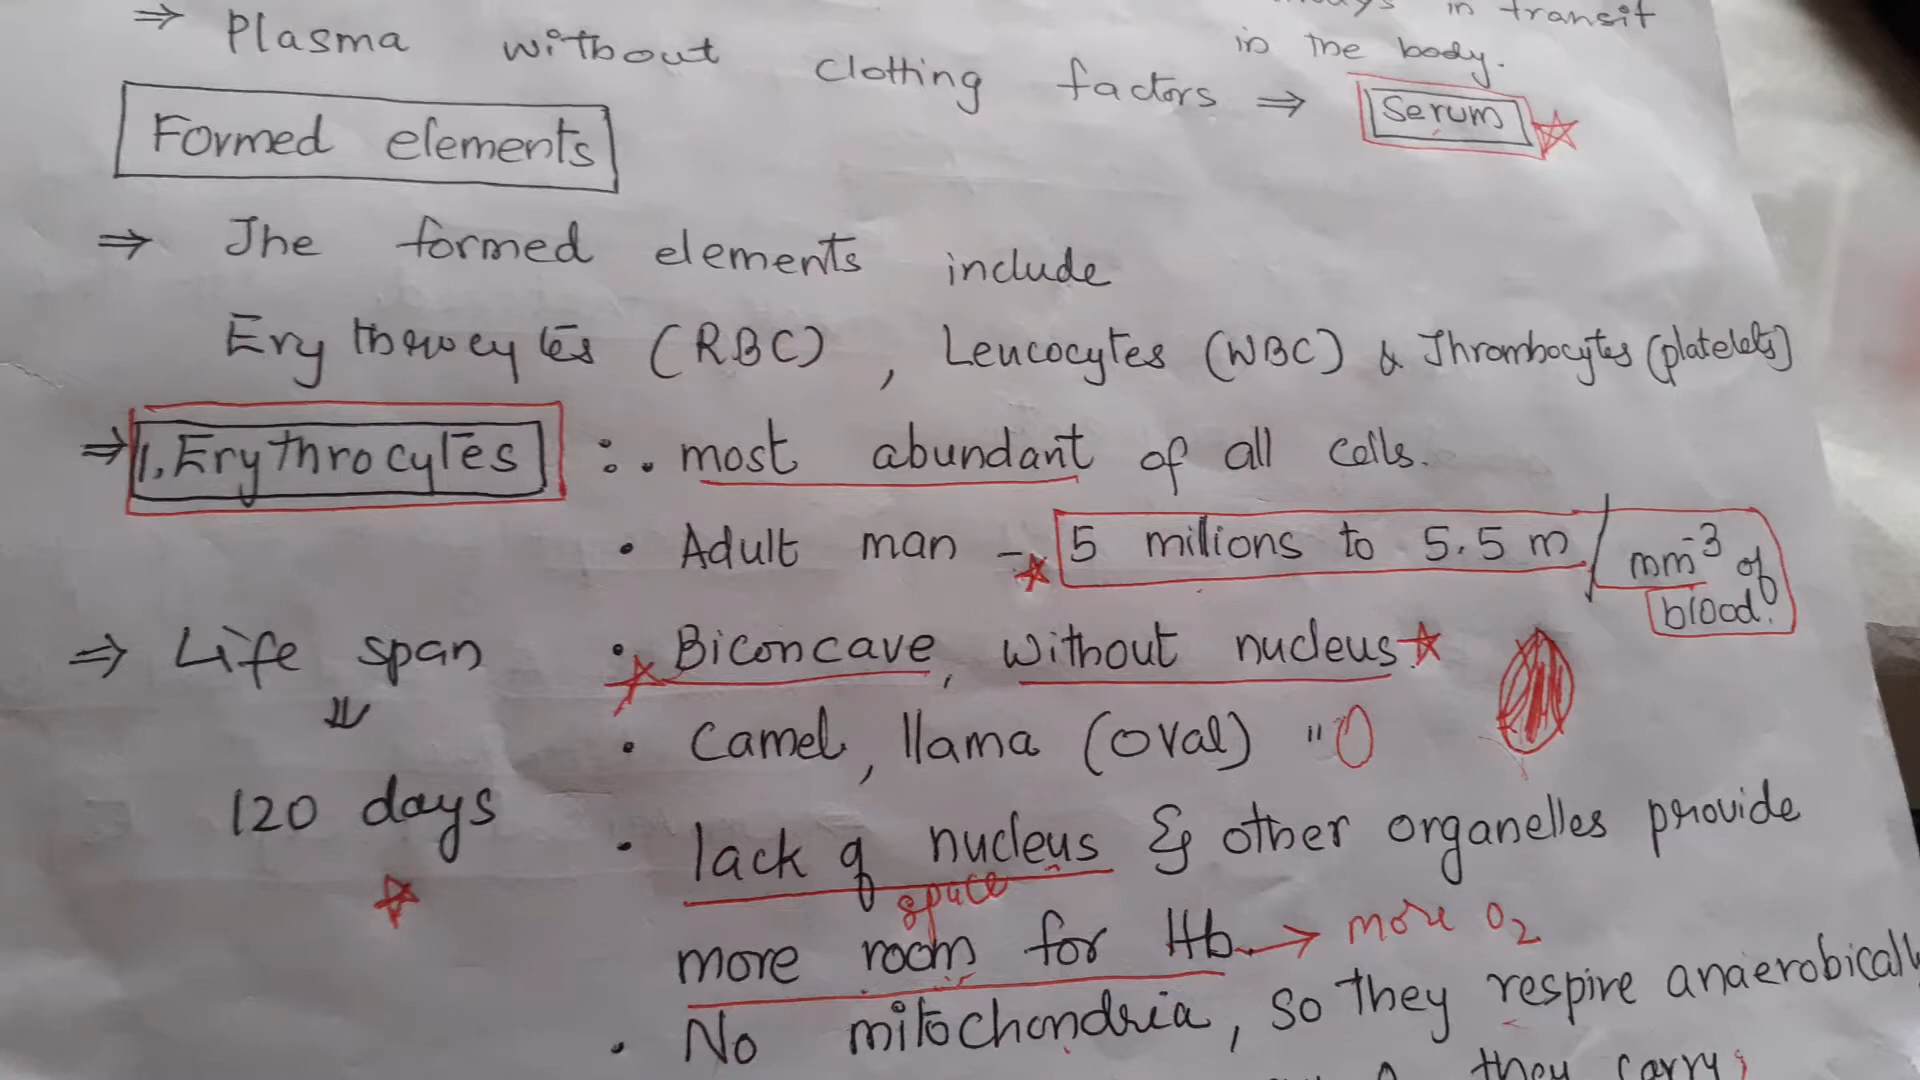 in transit
in the body.
⇒ Plasma without clotting factors ⇒ Serum
Formed elements
⇒ The formed elements include
Erythrocytes (RBC), Leucocytes (WBC) & Thrombocytes (platelets)
⇒ 1. Erythrocytes :. most abundant of all cells.
• Adult man - 5 millions to 5.5 m / mm⁻³ of blood.
⇒ Life span
• Biconcave, without nucleus
• Camel, llama (oval) "
120 days
• lack of nucleus & other organelles provide
space
more room for Hb → more O₂
• No mitochondria, so they respire anaerobically
they carry